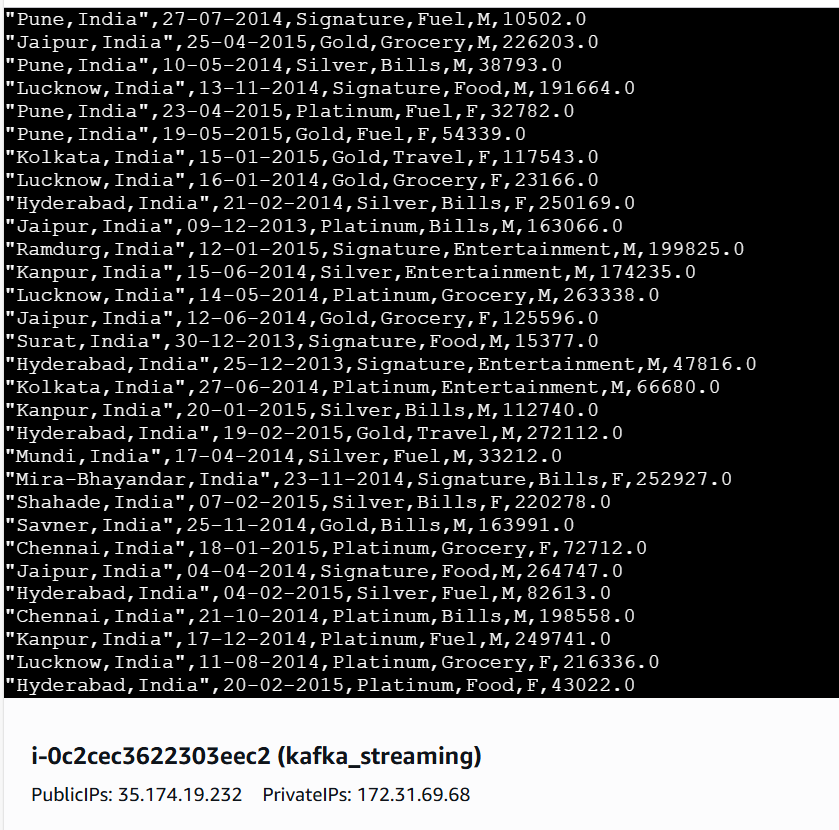 "Pune,India",27-07-2014,Signature,Fuel,M,10502.0
"Jaipur,India",25-04-2015,Gold,Grocery,M,226203.0
"Pune,India",10-05-2014,Silver,Bills,M,38793.0
"Lucknow,India",13-11-2014,Signature,Food,M,191664.0
"Pune,India",23-04-2015,Platinum,Fuel,F,32782.0
"Pune,India",19-05-2015,Gold,Fuel,F,54339.0
"Kolkata,India",15-01-2015,Gold,Travel,F,117543.0
"Lucknow,India",16-01-2014,Gold,Grocery,F,23166.0
"Hyderabad,India",21-02-2014,Silver,Bills,F,250169.0
"Jaipur,India",09-12-2013,Platinum,Bills,M,163066.0
"Ramdurg,India",12-01-2015,Signature,Entertainment,M,199825.0
"Kanpur,India",15-06-2014,Silver,Entertainment,M,174235.0
"Lucknow,India",14-05-2014,Platinum,Grocery,M,263338.0
"Jaipur,India",12-06-2014,Gold,Grocery,F,125596.0
"Surat,India",30-12-2013,Signature,Food,M,15377.0
"Hyderabad,India",25-12-2013,Signature,Entertainment,M,47816.0
"Kolkata,India",27-06-2014,Platinum,Entertainment,M,66680.0
"Kanpur,India",20-01-2015,Silver,Bills,M,112740.0
"Hyderabad,India",19-02-2015,Gold,Travel,M,272112.0
"Mundi,India",17-04-2014,Silver,Fuel,M,33212.0
"Mira-Bhayandar,India",23-11-2014,Signature,Bills,F,252927.0
"Shahade,India",07-02-2015,Silver,Bills,F,220278.0
"Savner,India",25-11-2014,Gold,Bills,M,163991.0
"Chennai,India",18-01-2015,Platinum,Grocery,F,72712.0
"Jaipur,India",04-04-2014,Signature,Food,M,264747.0
"Hyderabad,India",04-02-2015,Silver,Fuel,M,82613.0
"Chennai,India",21-10-2014,Platinum,Bills,M,198558.0
"Kanpur,India",17-12-2014,Platinum,Fuel,M,249741.0
"Lucknow,India",11-08-2014,Platinum,Grocery,F,216336.0
"Hyderabad,India",20-02-2015,Platinum,Food,F,43022.0
i-0c2cec3622303eec2 (kafka_streaming)
PublicIPs: 35.174.19.232 PrivateIPs: 172.31.69.68